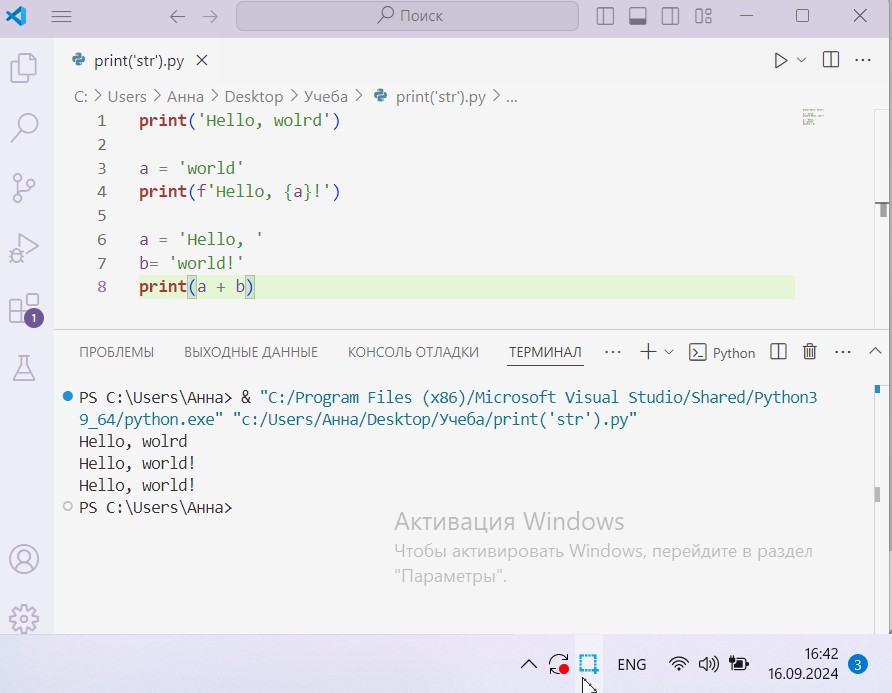 Поиск
print('str').py
C: > Users > Анна > Desktop > Учеба > print('str').py > ...
1 print('Hello, wolrd')
2
3 a = 'world'
4 print(f'Hello, {a}!')
5
6 a = 'Hello, '
7 b= 'world!'
8 print(a + b)
1
ПРОБЛЕМЫ ВЫХОДНЫЕ ДАННЫЕ КОНСОЛЬ ОТЛАДКИ ТЕРМИНАЛ ... Python ...
PS C:\Users\Анна> & "C:/Program Files (x86)/Microsoft Visual Studio/Shared/Python3
9_64/python.exe" "c:/Users/Анна/Desktop/Учеба/print('str').py"
Hello, wolrd
Hello, world!
Hello, world!
PS C:\Users\Анна>
Активация Windows
Чтобы активировать Windows, перейдите в раздел
"Параметры".
ENG
16:42
16.09.2024
3